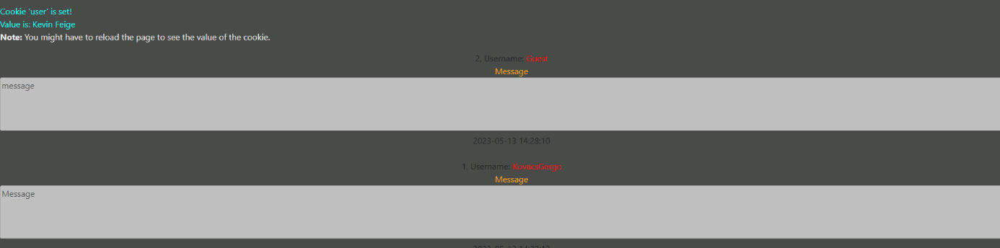 Cookie 'user' is set!
Value is: Kevin Feige
Note: You might have to reload the page to see the value of the cookie.
2, Username: Guest
Message
message
2023-05-13 14:28:10
1, Username: KovacsGergo
Message
Message